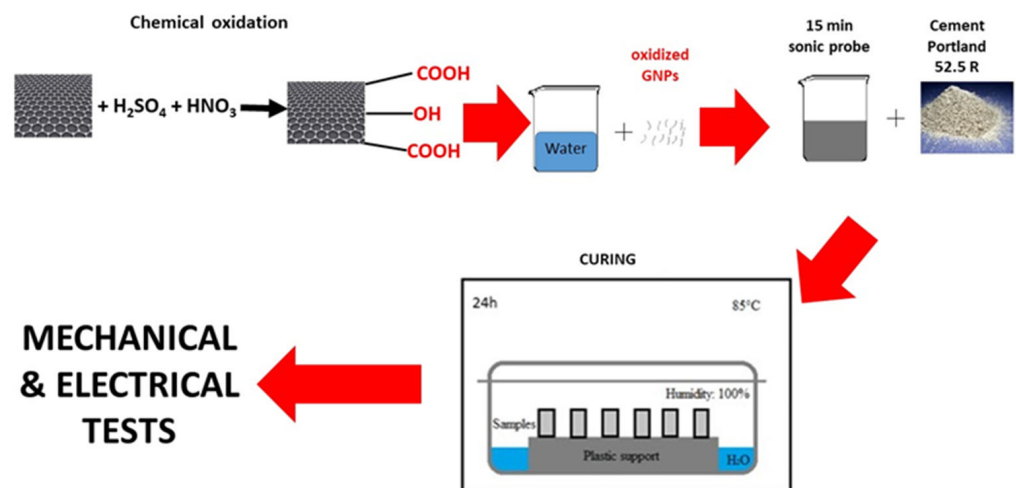 Chemical oxidation
+ H₂SO₄ + HNO₃
COOH
OH
COOH
Water
+
oxidized
GNPs
15 min
sonic probe
+
Cement
Portland
52.5 R
CURING
24h
85°C
Humidity: 100%
Samples
Plastic support
H₂O
MECHANICAL
& ELECTRICAL
TESTS